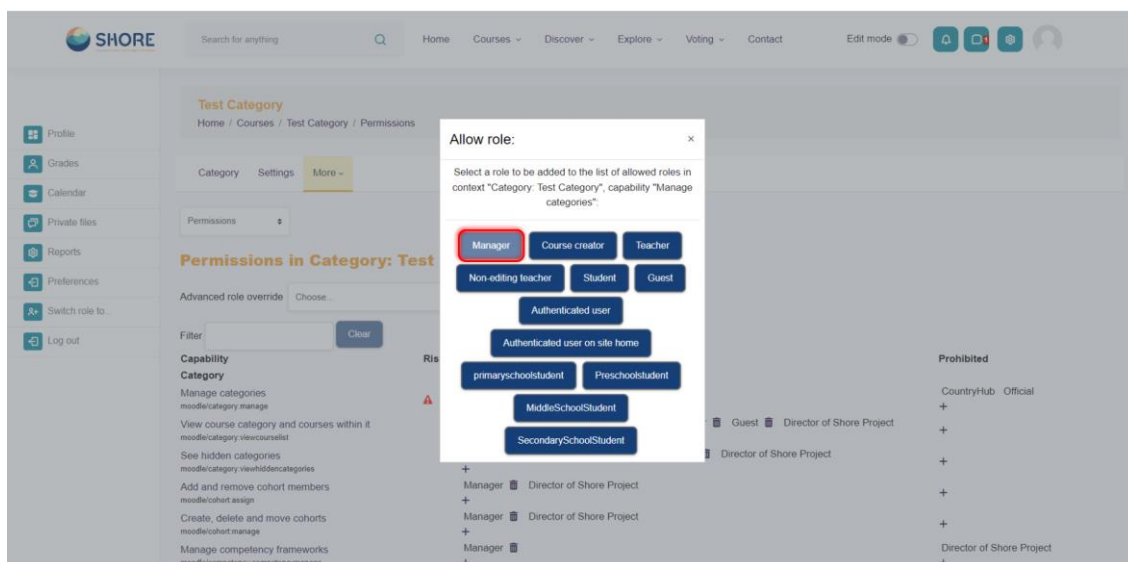 SHORE
Search for anything
Home Courses Discover Explore Voting Contact
Edit mode
Test Category
Home / Courses / Test Category / Permissions
Profile
Grades
Calendar
Private files
Reports
Preferences
Switch role to...
Log out
Category Settings More
Permissions
Permissions in Category: Test
Advanced role override Choose...
Filter Clear
Allow role: ×
Select a role to be added to the list of allowed roles in
context "Category: Test Category", capability "Manage
categories":
Manager Course creator Teacher
Non-editing teacher Student Guest
Authenticated user
Authenticated user on site home
primaryschoolstudent Preschoolstudent
MiddleSchoolStudent
SecondarySchoolStudent
Capability Ris Prohibited
Category
Manage categories CountryHub Official
moodle/category:manage +
View course category and courses within it Guest Director of Shore Project
moodle/category:viewcourselist +
See hidden categories Director of Shore Project
moodle/category:viewhiddencategories + +
Add and remove cohort members Manager Director of Shore Project
moodle/cohort:assign + +
Create, delete and move cohorts Manager Director of Shore Project
moodle/cohort:manage + +
Manage competency frameworks Manager Director of Shore Project